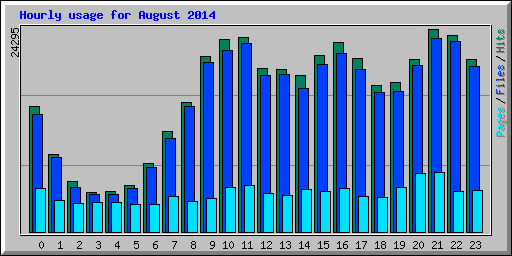 Hourly usage for August 2014
24295
Pages/Files/Hits
0 1 2 3 4 5 6 7 8 9 10 11 12 13 14 15 16 17 18 19 20 21 22 23